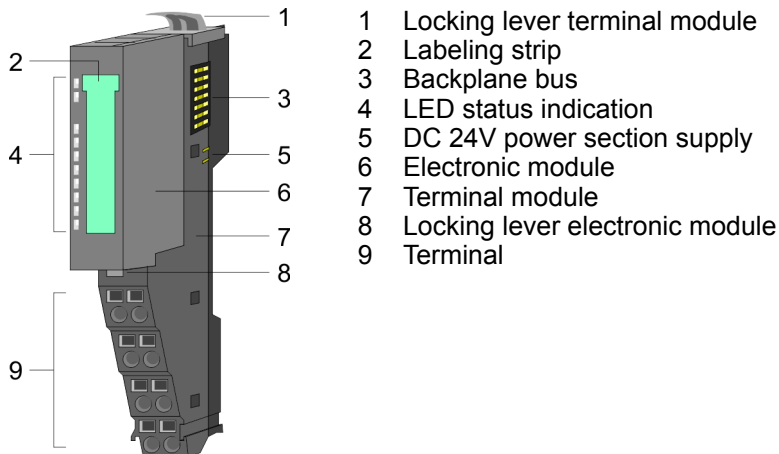 1
2
3
4
5
6
7
8
9
1 Locking lever terminal module
2 Labeling strip
3 Backplane bus
4 LED status indication
5 DC 24V power section supply
6 Electronic module
7 Terminal module
8 Locking lever electronic module
9 Terminal